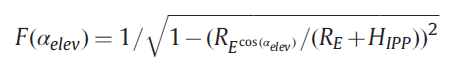 F(α_elev) = 1/√(1 − (R_E^cos(α_elev)/(R_E + H_IPP))²)